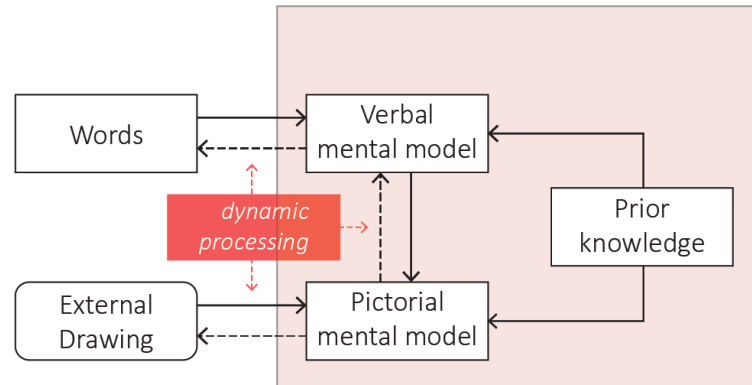 Words
Verbal
mental model
dynamic
processing
Prior
knowledge
External
Drawing
Pictorial
mental model